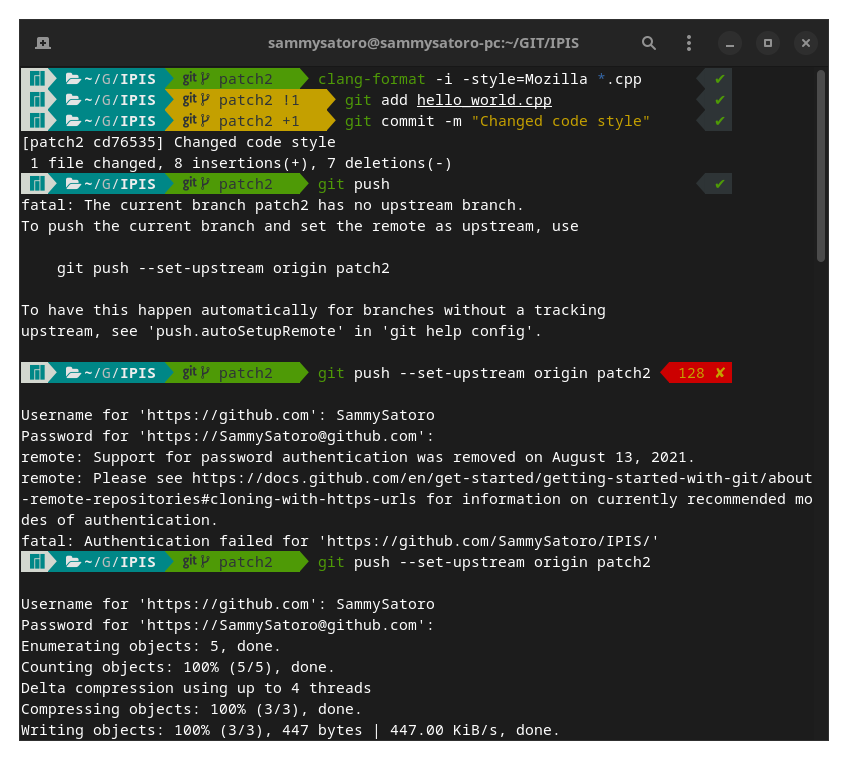 sammysatoro@sammysatoro-pc:~/GIT/IPIS
~/G/IPIS git patch2 clang-format -i -style=Mozilla *.cpp ✔
~/G/IPIS git patch2 !1 git add hello_world.cpp ✔
~/G/IPIS git patch2 +1 git commit -m "Changed code style" ✔
[patch2 cd76535] Changed code style
 1 file changed, 8 insertions(+), 7 deletions(-)
~/G/IPIS git patch2 git push ✔
fatal: The current branch patch2 has no upstream branch.
To push the current branch and set the remote as upstream, use
    git push --set-upstream origin patch2
To have this happen automatically for branches without a tracking
upstream, see 'push.autoSetupRemote' in 'git help config'.
~/G/IPIS git patch2 git push --set-upstream origin patch2 128 ✘
Username for 'https://github.com': SammySatoro
Password for 'https://SammySatoro@github.com':
remote: Support for password authentication was removed on August 13, 2021.
remote: Please see https://docs.github.com/en/get-started/getting-started-with-git/about
-remote-repositories#cloning-with-https-urls for information on currently recommended mo
des of authentication.
fatal: Authentication failed for 'https://github.com/SammySatoro/IPIS/'
~/G/IPIS git patch2 git push --set-upstream origin patch2
Username for 'https://github.com': SammySatoro
Password for 'https://SammySatoro@github.com':
Enumerating objects: 5, done.
Counting objects: 100% (5/5), done.
Delta compression using up to 4 threads
Compressing objects: 100% (3/3), done.
Writing objects: 100% (3/3), 447 bytes | 447.00 KiB/s, done.